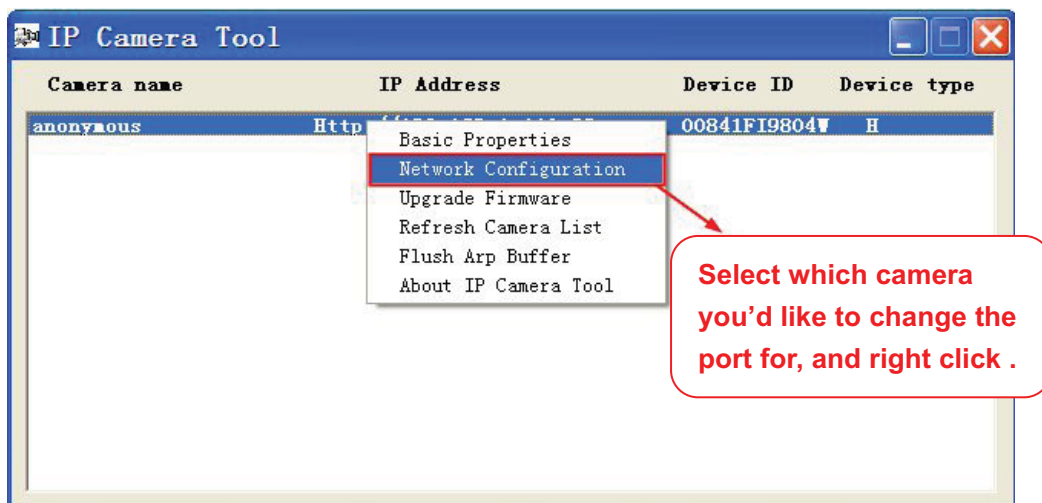 IP Camera Tool
Camera name IP Address Device ID Device type
anonymous Http 00841FI9804W H
Basic Properties
Network Configuration
Upgrade Firmware
Refresh Camera List
Flush Arp Buffer
About IP Camera Tool
Select which camera
you'd like to change the
port for, and right click .